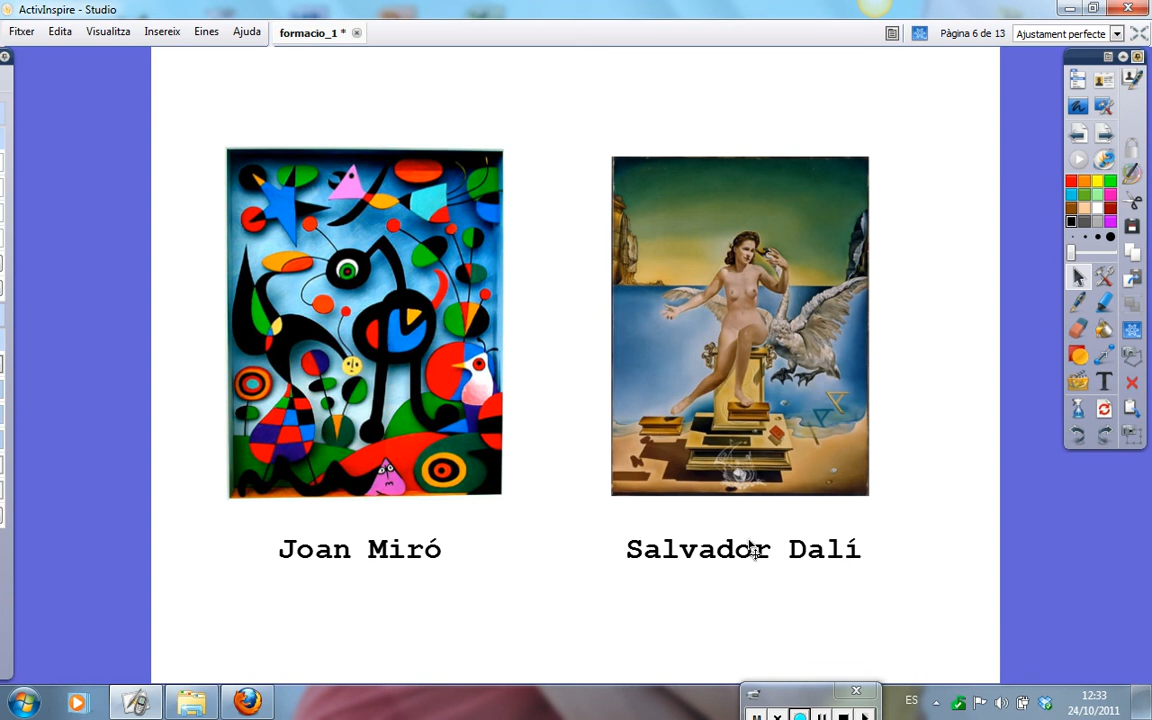 ActivInspire - Studio
Fitxer Edita Visualitza Insereix Eines Ajuda formacio_1 * Pàgina 6 de 13 Ajustament perfecte
Joan Miró Salvador Dalí
ES 12:33
24/10/2011